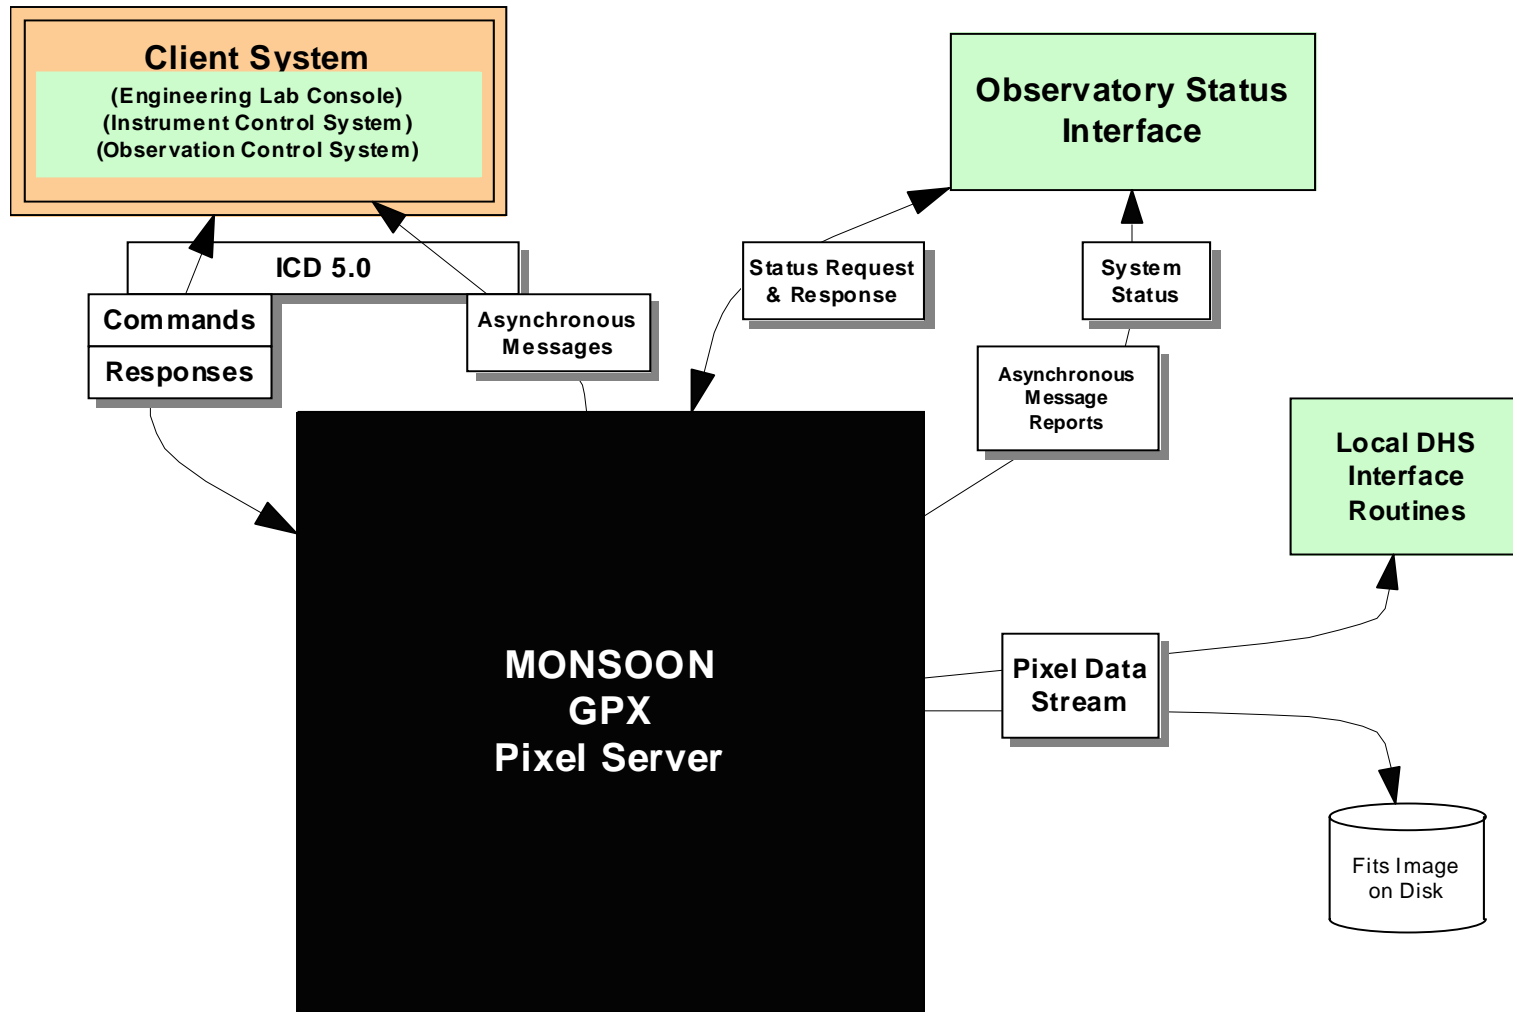 Client System
(Engineering Lab Console)
(Instrument Control System)
(Observation Control System)
Observatory Status
Interface
ICD 5.0
Commands
Responses
Asynchronous
Messages
Status Request
& Response
System
Status
Asynchronous
Message
Reports
Local DHS
Interface
Routines
MONSOON
GPX
Pixel Server
Pixel Data
Stream
Fits Image
on Disk